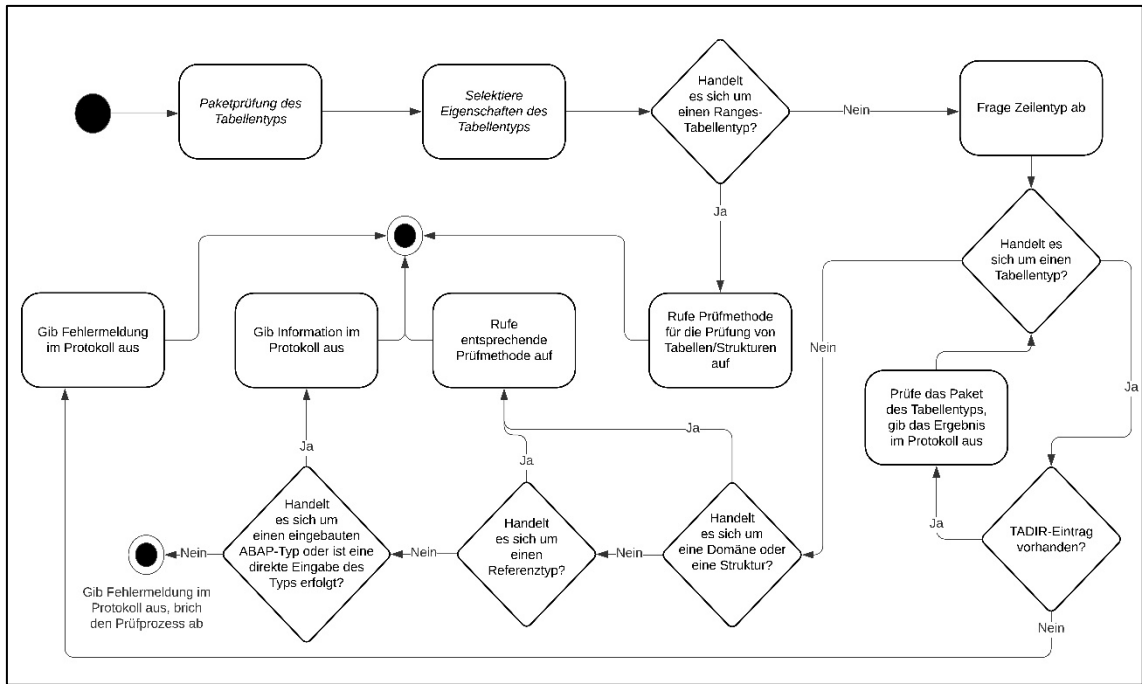 Paketprüfung des
Tabellentyps
Selektiere
Eigenschaften des
Tabellentyps
Handelt
es sich um
einen Ranges-
Tabellentyp?
Nein
Frage Zeilentyp ab
Ja
Handelt es
sich um einen
Tabellentyp?
Gib Fehlermeldung
im Protokoll aus
Gib Information im
Protokoll aus
Rufe
entsprechende
Prüfmethode auf
Rufe Prüfmethode
für die Prüfung von
Tabellen/Strukturen
auf
Nein
Ja
Prüfe das Paket
des Tabellentyps,
gib das Ergebnis
im Protokoll aus
Ja
Ja
Ja
Handelt
es sich um
einen eingebauten
ABAP-Typ oder ist eine
direkte Eingabe des
Typs erfolgt?
Nein
Handelt
es sich um
einen
Referenztyp?
Nein
Handelt
es sich um
eine Domäne oder
eine Struktur?
Ja
TADIR-Eintrag
vorhanden?
Nein
Gib Fehlermeldung im
Protokoll aus, brich
den Prüfprozess ab
Nein